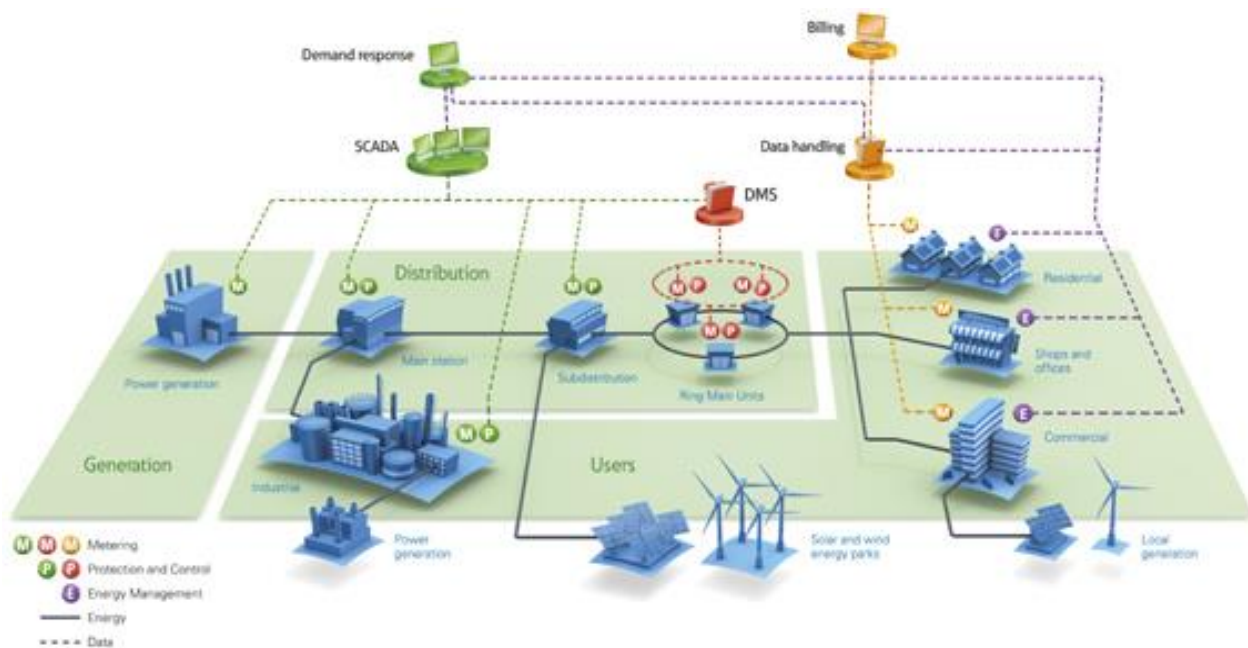 Billing
Demand response
SCADA
Data handling
DMS
M
E
Residential
Distribution
M
M P
M P
M P
M P
M P
M
E
Power generation
Main station
Subdistribution
Ring Main Units
Shops and
offices
M P
M
E
Commercial
Generation
Users
Industrial
Power
generation
Solar and wind
energy parks
Local
generation
M M M Metering
P P Protection and Control
E Energy Management
Energy
Data